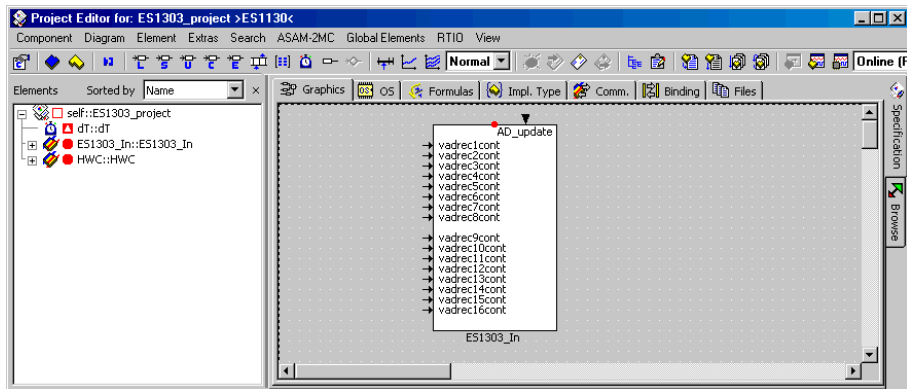 Project Editor for: ES1303_project >ES1130<
Component Diagram Element Extras Search ASAM-2MC Global Elements RTIO View
Normal Online (
Elements Sorted by Name
Graphics OS Formulas Impl. Type Comm. Binding Files
self::ES1303_project
dT::dT
ES1303_In::ES1303_In
HWC::HWC
AD_update
vadrec1cont
vadrec2cont
vadrec3cont
vadrec4cont
vadrec5cont
vadrec6cont
vadrec7cont
vadrec8cont
vadrec9cont
vadrec10cont
vadrec11cont
vadrec12cont
vadrec13cont
vadrec14cont
vadrec15cont
vadrec16cont
ES1303_In
Specification
Browse